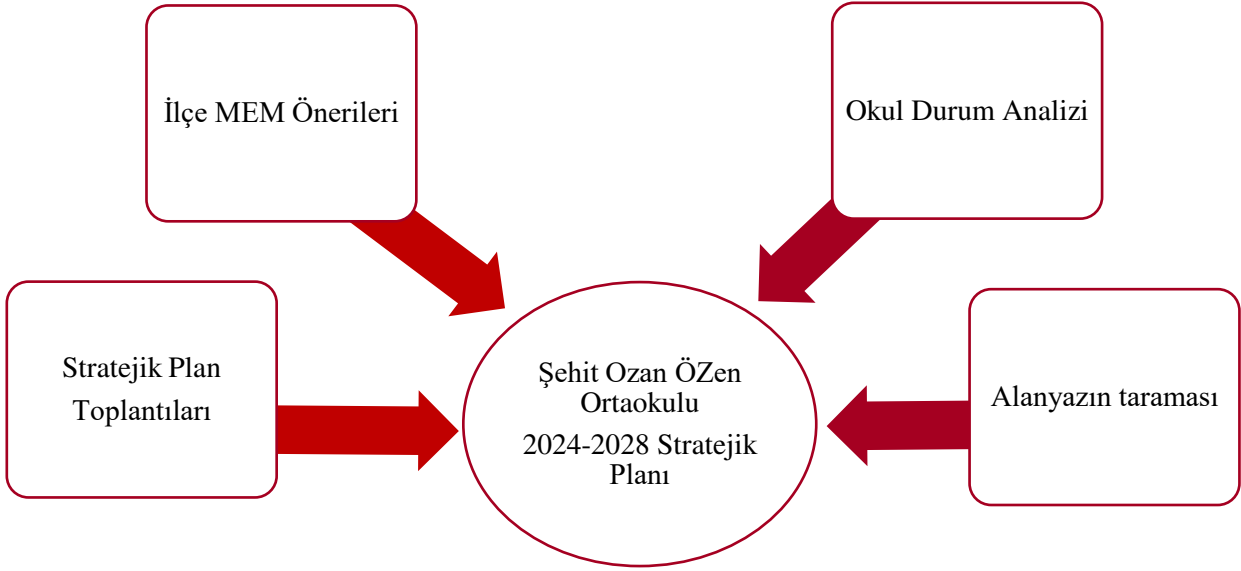 İlçe MEM Önerileri
Okul Durum Analizi
Stratejik Plan
Toplantıları
Şehit Ozan ÖZen
Ortaokulu
2024-2028 Stratejik
Planı
Alanyazın taraması